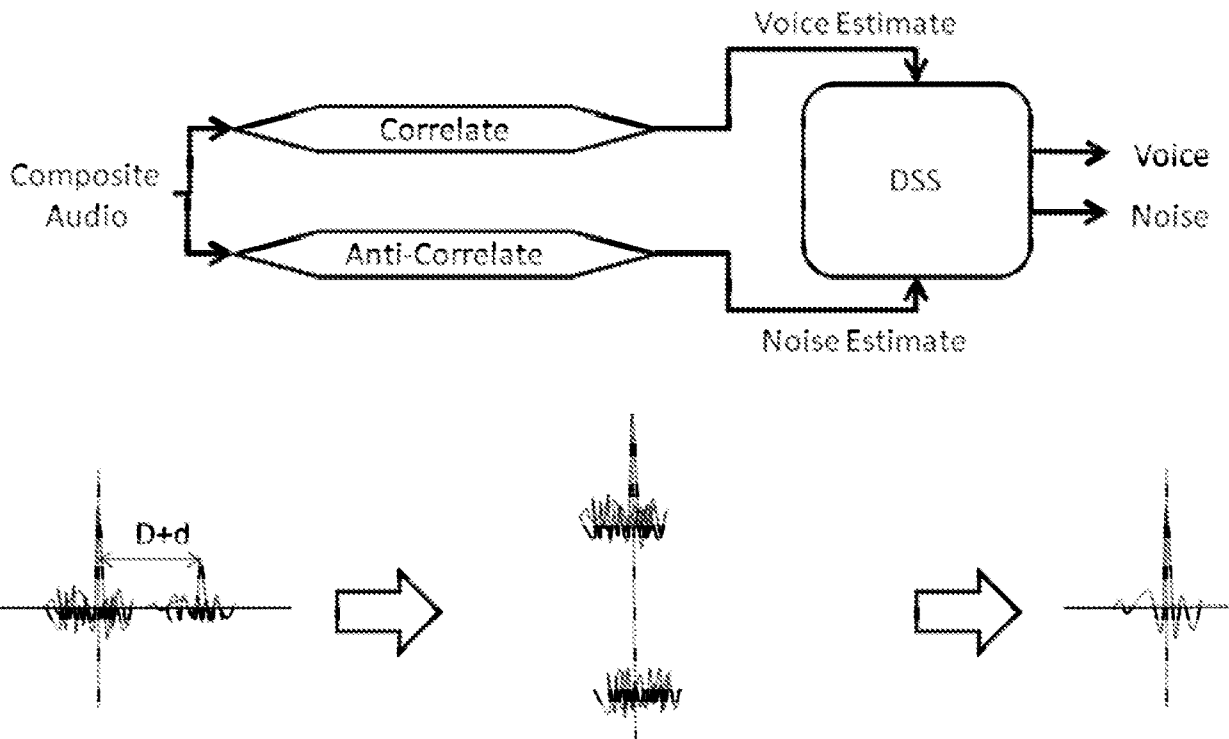 Voice Estimate
Correlate
Composite
Audio
DSS
Voice
Noise
Anti-Correlate
Noise Estimate
D+d